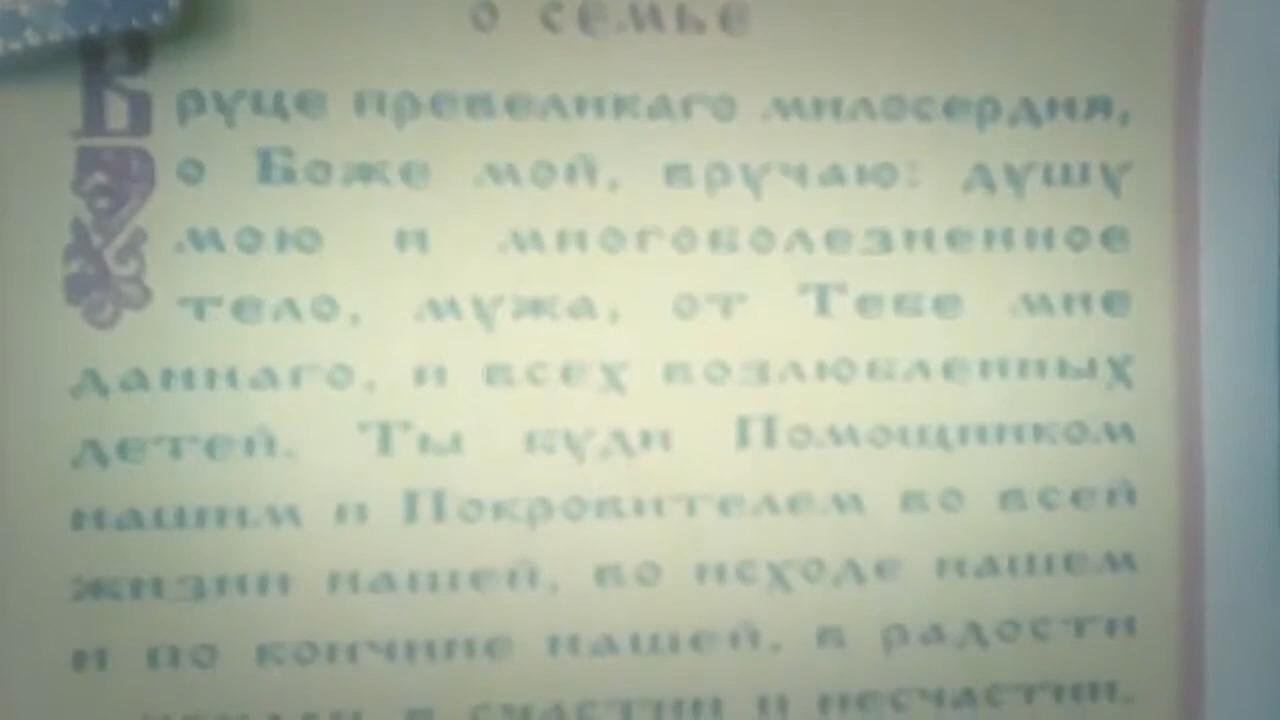 о семье
В руце превеликаго милосердия,
о Боже мой, вручаю: душу
мою и многоболезненное
тело, мужа, от Тебе мне
даннаго, и всех возлюбленных
детей. Ты буди Помощником
нашим и Покровителем во всей
жизни нашей, во исходе нашем
и по кончине нашей, в радости
и печали, в счастии и несчастии,